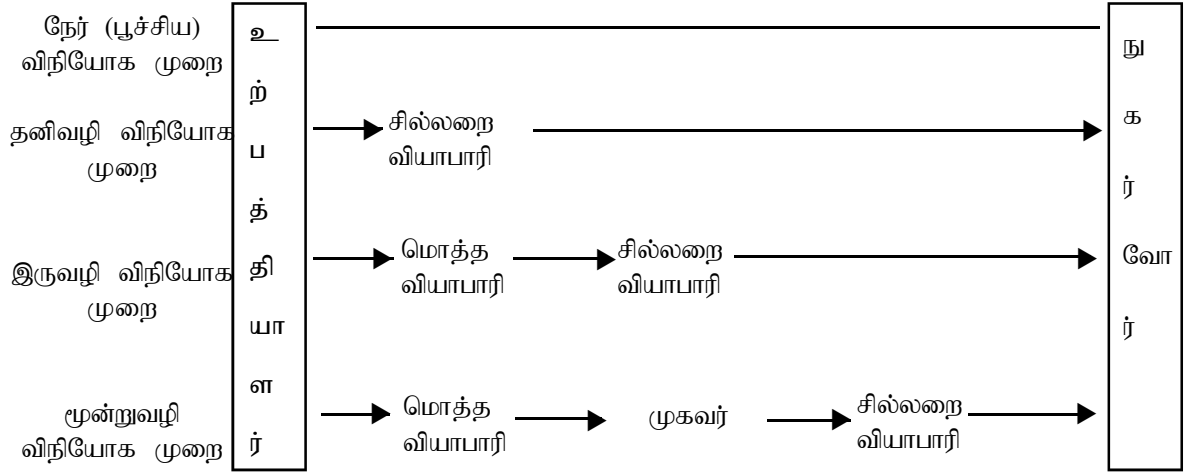 நேர் (பூச்சிய)
விநியோக முறை
தனிவழி விநியோக
முறை
இருவழி விநியோக
முறை
மூன்றுவழி
விநியோக முறை
உ
ற்
ப
த்
தி
யா
ள
ர்
சில்லறை
வியாபாரி
மொத்த
வியாபாரி
சில்லறை
வியாபாரி
மொத்த
வியாபாரி
முகவர்
சில்லறை
வியாபாரி
நு
க
ர்
வோ
ர்